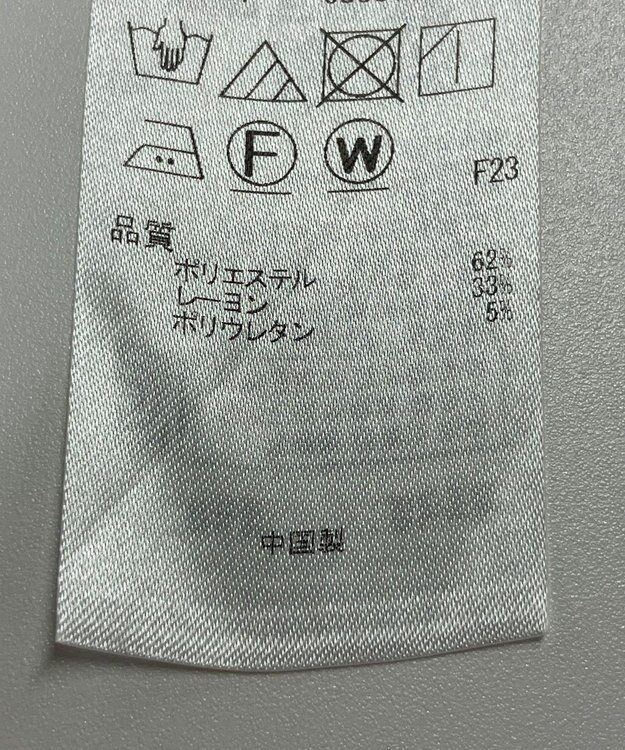 F
W
F23
品質
ポリエステル 62%
レーヨン 33%
ポリウレタン 5%
中国製